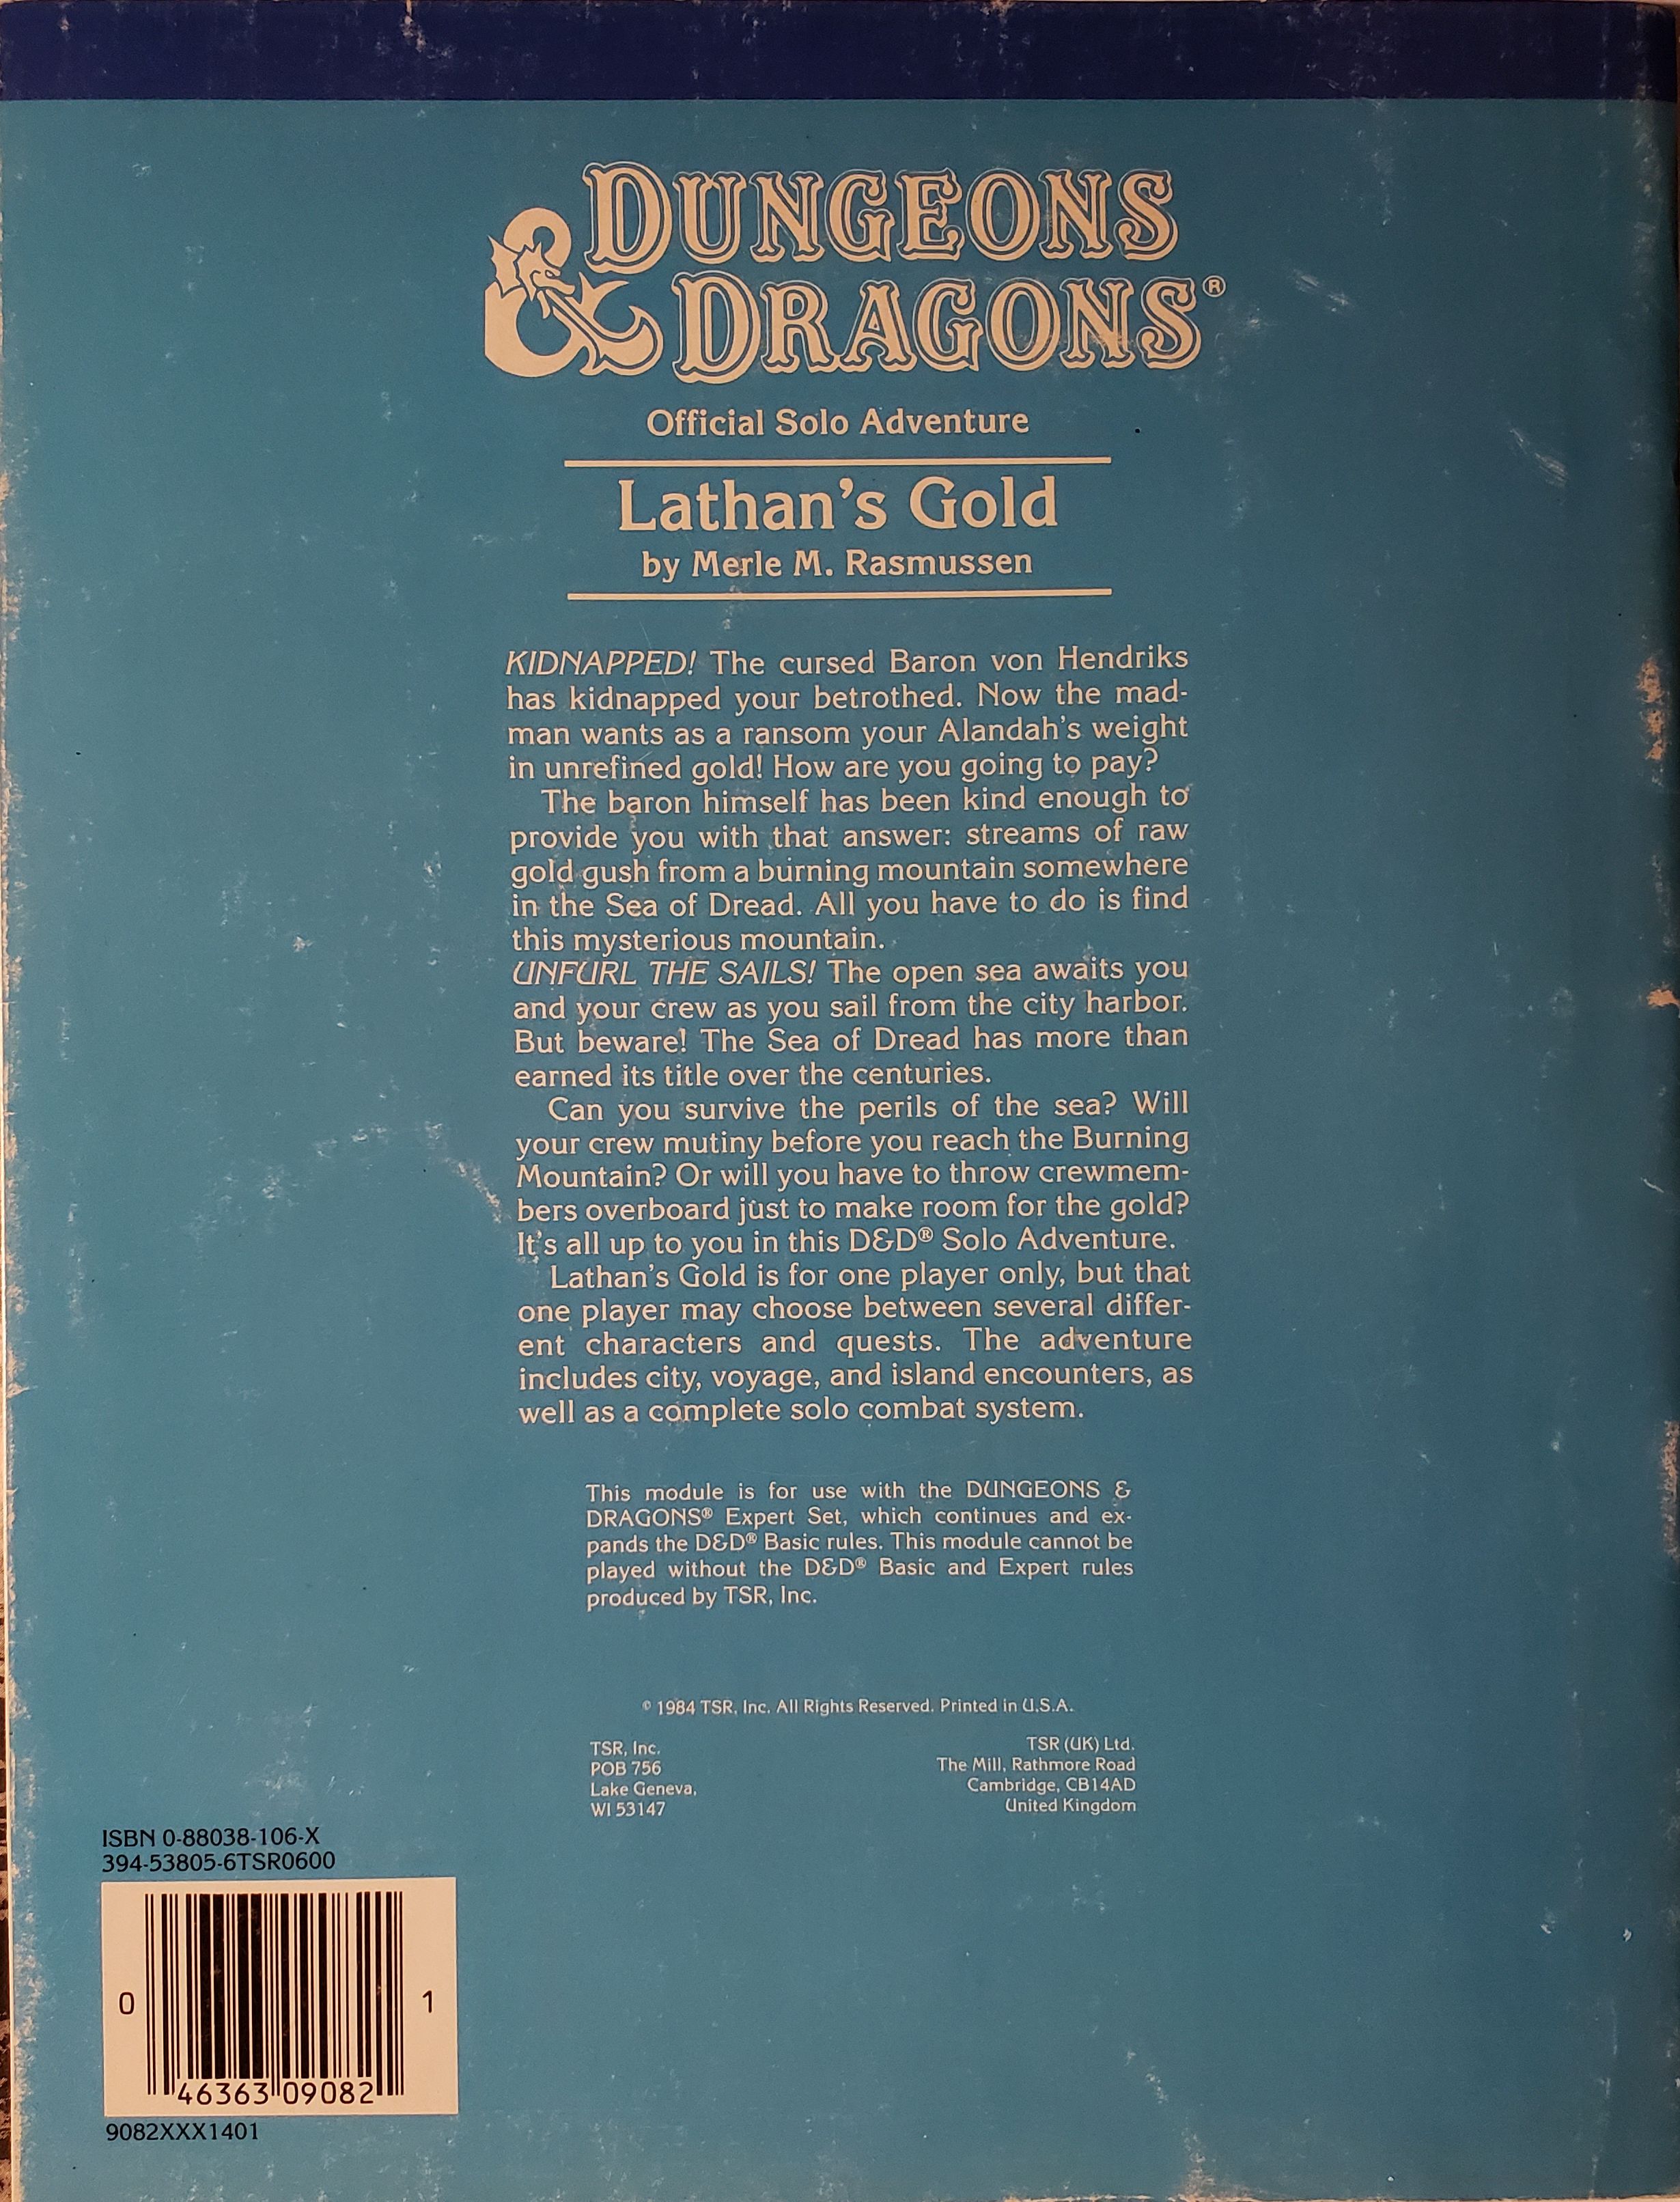 DUNGEONS
& DRAGONS®
Official Solo Adventure
Lathan's Gold
by Merle M. Rasmussen
KIDNAPPED! The cursed Baron von Hendriks
has kidnapped your betrothed. Now the mad-
man wants as a ransom your Alandah's weight
in unrefined gold! How are you going to pay?
The baron himself has been kind enough to
provide you with that answer: streams of raw
gold gush from a burning mountain somewhere
in the Sea of Dread. All you have to do is find
this mysterious mountain.
UNFURL THE SAILS! The open sea awaits you
and your crew as you sail from the city harbor.
But beware! The Sea of Dread has more than
earned its title over the centuries.
Can you survive the perils of the sea? Will
your crew mutiny before you reach the Burning
Mountain? Or will you have to throw crewmem-
bers overboard just to make room for the gold?
It's all up to you in this D&D® Solo Adventure.
Lathan's Gold is for one player only, but that
one player may choose between several differ-
ent characters and quests. The adventure
includes city, voyage, and island encounters, as
well as a complete solo combat system.
This module is for use with the DUNGEONS &
DRAGONS® Expert Set, which continues and ex-
pands the D&D® Basic rules. This module cannot be
played without the D&D® Basic and Expert rules
produced by TSR, Inc.
© 1984 TSR, Inc. All Rights Reserved. Printed in U.S.A.
TSR, Inc.
POB 756
Lake Geneva,
WI 53147
TSR (UK) Ltd.
The Mill, Rathmore Road
Cambridge, CB14AD
United Kingdom
ISBN 0-88038-106-X
394-53805-6TSR0600
0 46363 09082 1
9082XXX1401